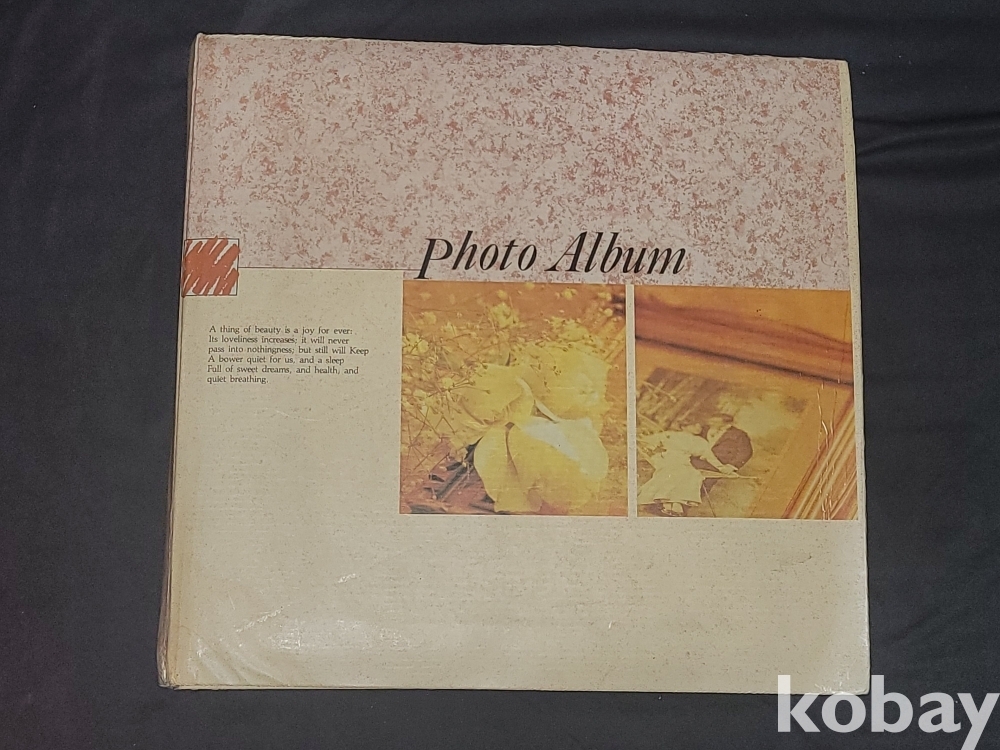 Photo Album
A thing of beauty is a joy for ever:
Its loveliness increases; it will never
pass into nothingness; but still will Keep
A bower quiet for us, and a sleep
Full of sweet dreams, and health, and
quiet breathing.
kobay